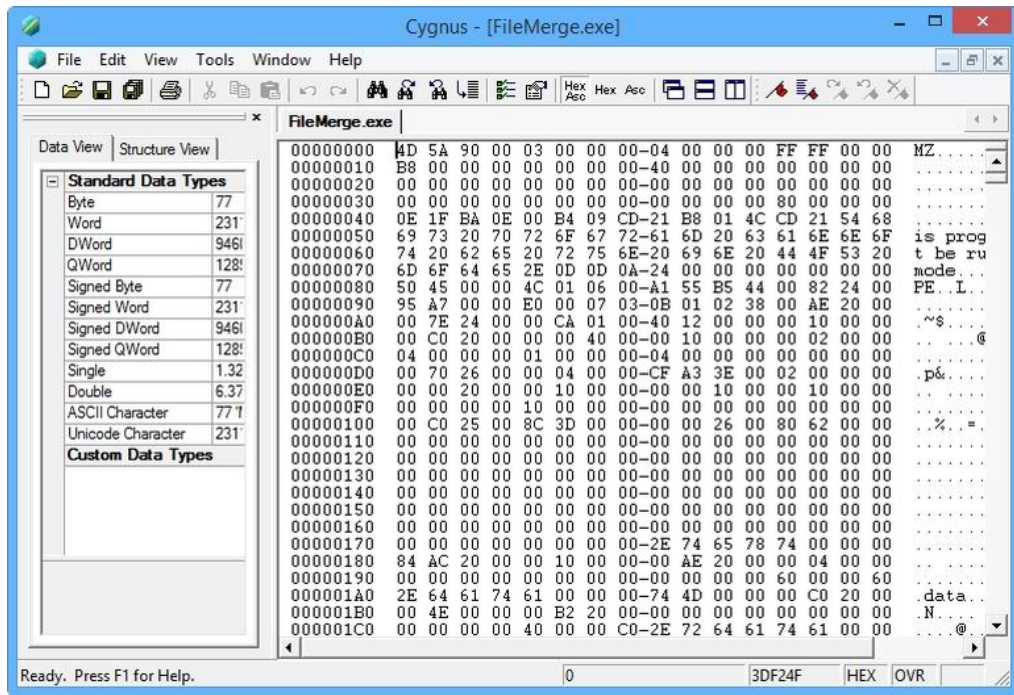 Cygnus - [FileMerge.exe]
File Edit View Tools Window Help
Hex Asc Hex Asc
FileMerge.exe
Data View Structure View
Standard Data Types
Byte 77
Word 231
DWord 9460
QWord 1289
Signed Byte 77
Signed Word 231
Signed DWord 9460
Signed QWord 1289
Single 1.32
Double 6.37
ASCII Character 77
Unicode Character 231
Custom Data Types
00000000 4D 5A 90 00 03 00 00 00-04 00 00 00 FF FF 00 00 MZ.....
00000010 B8 00 00 00 00 00 00 00-40 00 00 00 00 00 00 00 .......
00000020 00 00 00 00 00 00 00 00-00 00 00 00 00 00 00 00 .......
00000030 00 00 00 00 00 00 00 00-00 00 00 00 80 00 00 00 .......
00000040 0E 1F BA 0E 00 B4 09 CD-21 B8 01 4C CD 21 54 68 .......
00000050 69 73 20 70 72 6F 67 72-61 6D 20 63 61 6E 6E 6F is prog
00000060 74 20 62 65 20 72 75 6E-20 69 6E 20 44 4F 53 20 t be ru
00000070 6D 6F 64 65 2E 0D 0D 0A-24 00 00 00 00 00 00 00 mode...
00000080 50 45 00 00 4C 01 06 00-A1 55 B5 44 00 82 24 00 PE..L..
00000090 95 A7 00 00 E0 00 07 03-0B 01 02 38 00 AE 20 00 .......
000000A0 00 7E 24 00 00 CA 01 00-40 12 00 00 00 10 00 00 .~$....
000000B0 00 C0 20 00 00 00 40 00-00 10 00 00 00 02 00 00 .. ...@
000000C0 04 00 00 00 01 00 00 00-04 00 00 00 00 00 00 00 .......
000000D0 00 70 26 00 00 04 00 00-CF A3 3E 00 02 00 00 00 .p&....
000000E0 00 00 20 00 00 10 00 00-00 00 10 00 00 10 00 00 .. ....
000000F0 00 00 00 00 10 00 00 00-00 00 00 00 00 00 00 00 .......
00000100 00 C0 25 00 8C 3D 00 00-00 00 26 00 80 62 00 00 ..%..=.
00000110 00 00 00 00 00 00 00 00-00 00 00 00 00 00 00 00 .......
00000120 00 00 00 00 00 00 00 00-00 00 00 00 00 00 00 00 .......
00000130 00 00 00 00 00 00 00 00-00 00 00 00 00 00 00 00 .......
00000140 00 00 00 00 00 00 00 00-00 00 00 00 00 00 00 00 .......
00000150 00 00 00 00 00 00 00 00-00 00 00 00 00 00 00 00 .......
00000160 00 00 00 00 00 00 00 00-00 00 00 00 00 00 00 00 .......
00000170 00 00 00 00 00 00 00 00-2E 74 65 78 74 00 00 00 .......
00000180 84 AC 20 00 00 10 00 00-00 AE 20 00 00 04 00 00 .. ....
00000190 00 00 00 00 00 00 00 00-00 00 00 00 60 00 00 60 .......
000001A0 2E 64 61 74 61 00 00 00-74 4D 00 00 00 C0 20 00 .data..
000001B0 00 4E 00 00 00 B2 20 00-00 00 00 00 00 00 00 00 .N.... 
000001C0 00 00 00 00 40 00 00 C0-2E 72 64 61 74 61 00 00 ....@..
Ready. Press F1 for Help. 0 3DF24F HEX OVR